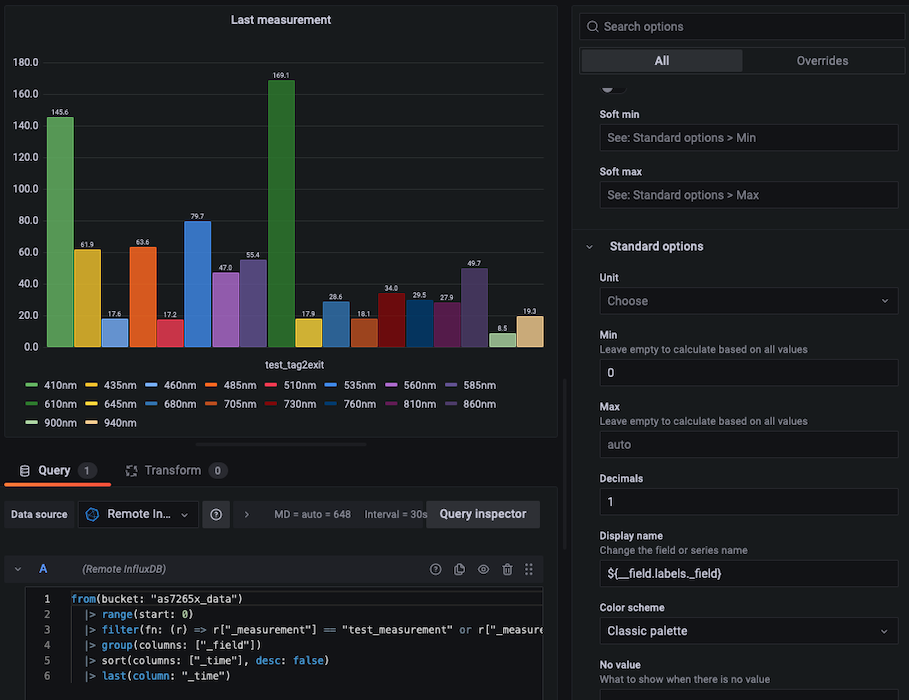 Last measurement
180.0
160.0
140.0
120.0
100.0
80.0
60.0
40.0
20.0
0.0
145.6
61.9
17.6
63.6
17.2
79.7
47.0
55.4
169.1
17.9
28.6
18.1
34.0
29.5
27.9
49.7
8.5
19.3
test_tag2exit
410nm 435nm 460nm 485nm 510nm 535nm 560nm 585nm
610nm 645nm 680nm 705nm 730nm 760nm 810nm 860nm
900nm 940nm
Query 1 Transform 0
Data source Remote In... MD = auto = 648 Interval = 30s Query inspector
A (Remote InfluxDB)
1 from(bucket: "as7265x_data")
2 |> range(start: 0)
3 |> filter(fn: (r) => r["_measurement"] == "test_measurement" or r["_measure
4 |> group(columns: ["_field"])
5 |> sort(columns: ["_time"], desc: false)
6 |> last(column: "_time")
Search options
All Overrides
Soft min
See: Standard options > Min
Soft max
See: Standard options > Max
Standard options
Unit
Choose
Min
Leave empty to calculate based on all values
0
Max
Leave empty to calculate based on all values
auto
Decimals
1
Display name
Change the field or series name
${__field.labels._field}
Color scheme
Classic palette
No value
What to show when there is no value